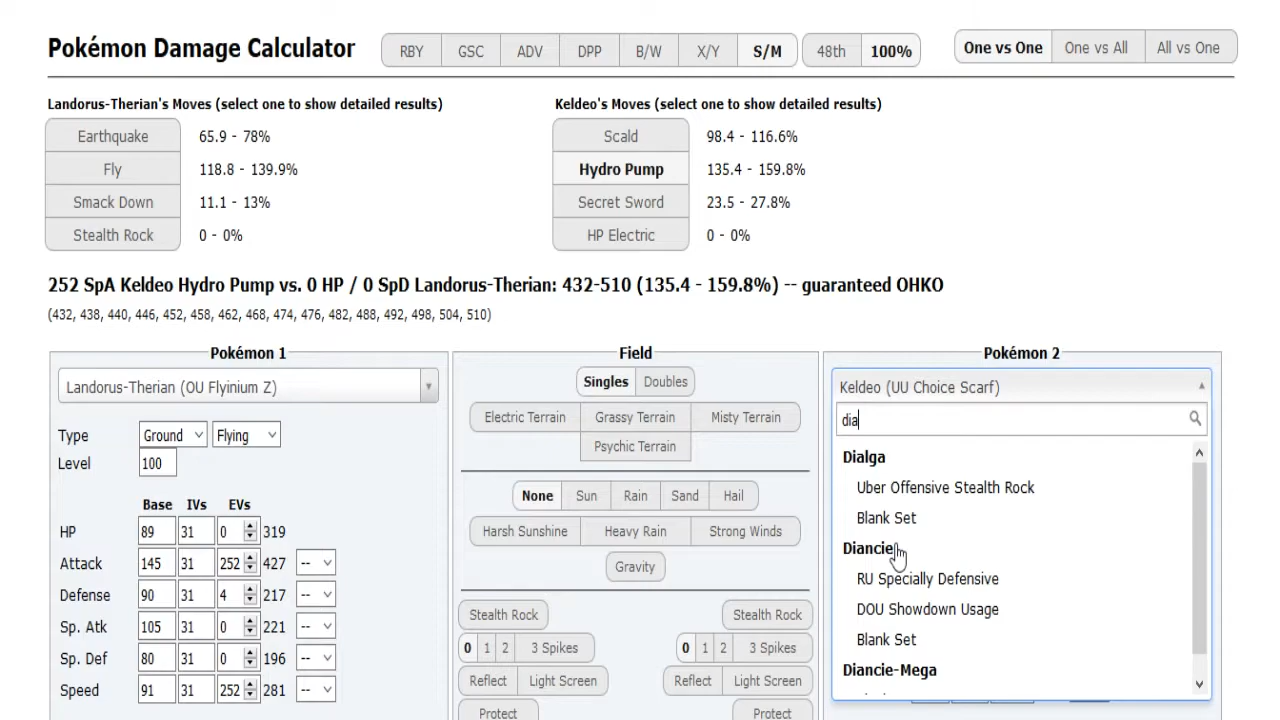 Pokémon Damage Calculator RBY GSC ADV DPP B/W X/Y S/M 48th 100% One vs One One vs All All vs One
Landorus-Therian's Moves (select one to show detailed results) Keldeo's Moves (select one to show detailed results)
Earthquake 65.9 - 78% Scald 98.4 - 116.6%
Fly 118.8 - 139.9% Hydro Pump 135.4 - 159.8%
Smack Down 11.1 - 13% Secret Sword 23.5 - 27.8%
Stealth Rock 0 - 0% HP Electric 0 - 0%
252 SpA Keldeo Hydro Pump vs. 0 HP / 0 SpD Landorus-Therian: 432-510 (135.4 - 159.8%) -- guaranteed OHKO
(432, 438, 440, 446, 452, 458, 462, 468, 474, 476, 482, 488, 492, 498, 504, 510)
Pokémon 1
Landorus-Therian (OU Flyinium Z)
Type Ground Flying
Level 100
Base IVs EVs
HP 89 31 0 319
Attack 145 31 252 427 --
Defense 90 31 4 217 --
Sp. Atk 105 31 0 221 --
Sp. Def 80 31 0 196 --
Speed 91 31 252 281 --
Field
Singles Doubles
Electric Terrain Grassy Terrain Misty Terrain
Psychic Terrain
None Sun Rain Sand Hail
Harsh Sunshine Heavy Rain Strong Winds
Gravity
Stealth Rock Stealth Rock
0 1 2 3 Spikes 0 1 2 3 Spikes
Reflect Light Screen Reflect Light Screen
Protect Protect
Pokémon 2
Keldeo (UU Choice Scarf)
dia
Dialga
Uber Offensive Stealth Rock
Blank Set
Diancie
RU Specially Defensive
DOU Showdown Usage
Blank Set
Diancie-Mega